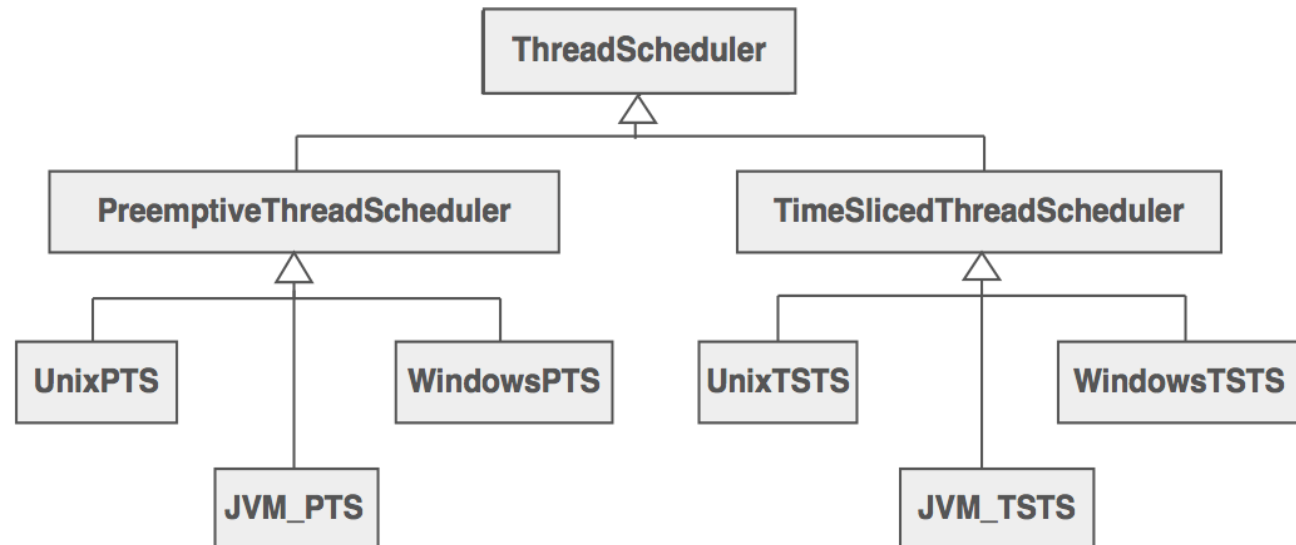 ThreadScheduler
PreemptiveThreadScheduler
TimeSlicedThreadScheduler
UnixPTS
WindowsPTS
UnixTSTS
WindowsTSTS
JVM_PTS
JVM_TSTS